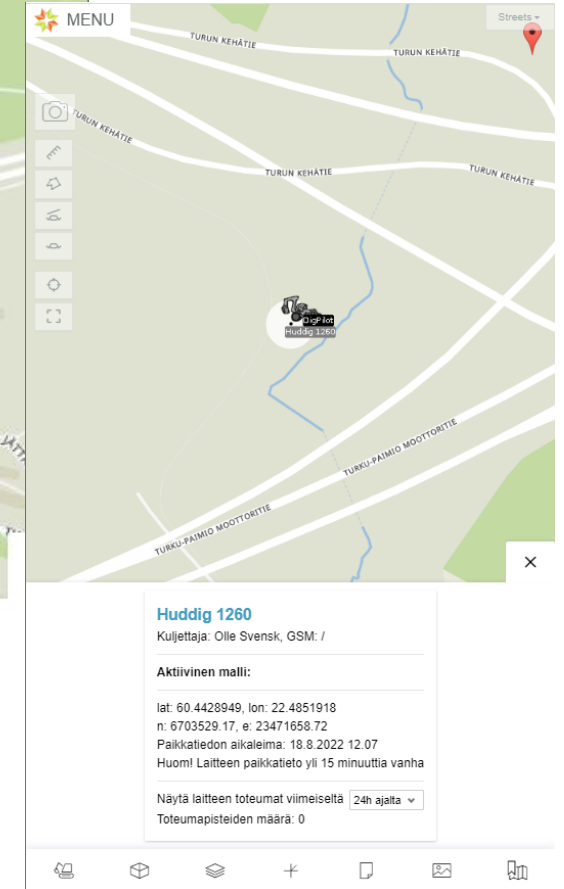 MENU
Streets
TURUN KEHÄTIE
TURUN KEHÄTIE
TURUN KEHÄTIE
TURUN KEHÄTIE
TURUN KEHÄTIE
DigPilot
Huddig 1260
TURKU-PAIMIO MOOTTORITIE
TURKU-PAIMIO MOOTTORITIE
Huddig 1260
Kuljettaja: Olle Svensk, GSM: /
Aktiivinen malli:
lat: 60.4428949, lon: 22.4851918
n: 6703529.17, e: 23471658.72
Paikkatiedon aikaleima: 18.8.2022 12.07
Huom! Laitteen paikkatieto yli 15 minuuttia vanha
Näytä laitteen toteumat viimeiseltä 24h ajalta
Toteumapisteiden määrä: 0